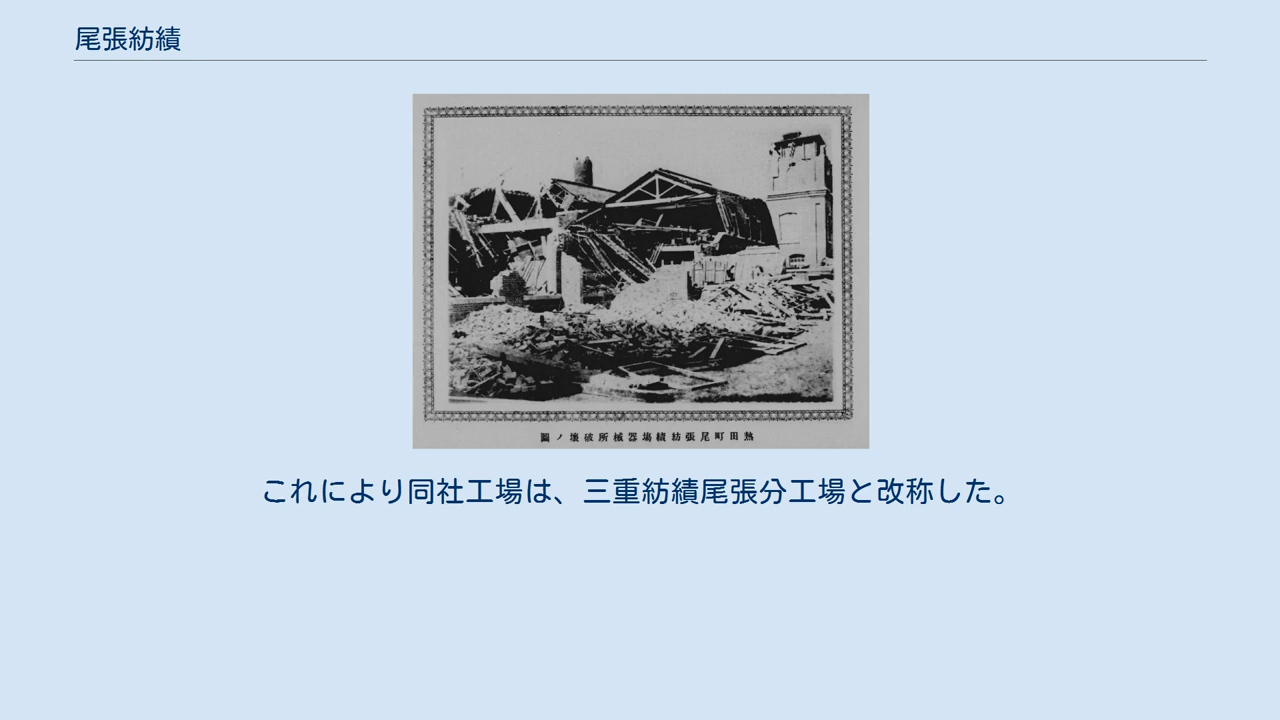 尾張紡績
圖ノ壞破所械器塲績紡張尾町田熱
これにより同社工場は、三重紡績尾張分工場と改称した。